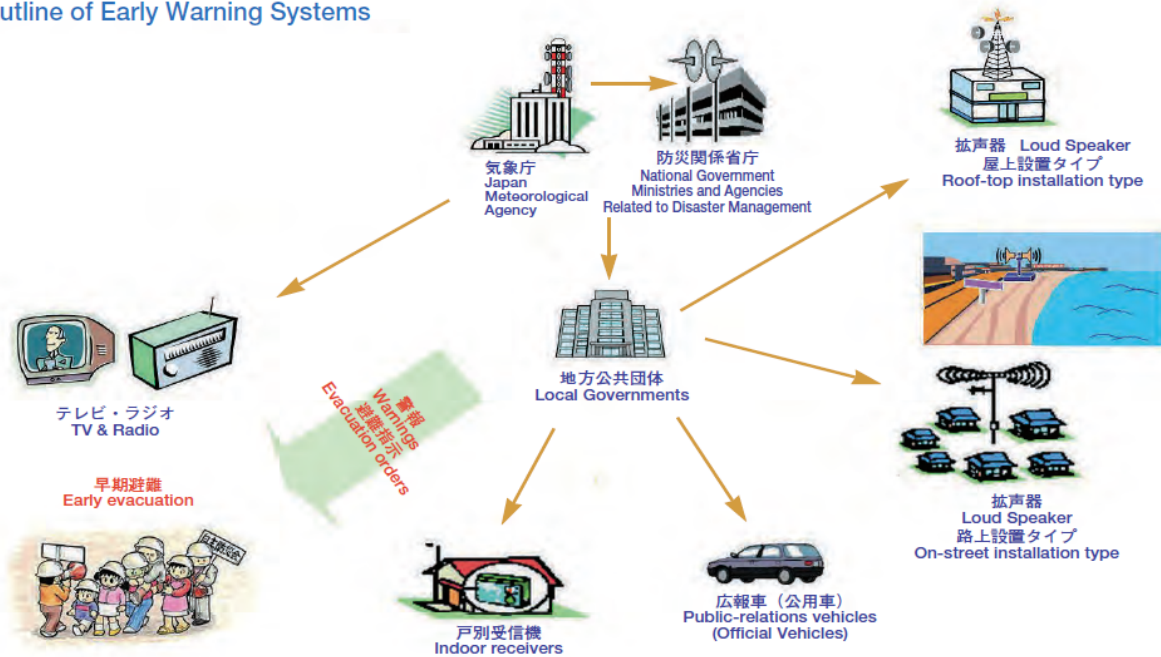 utline of Early Warning Systems
気象庁
Japan
Meteorological
Agency
防災関係省庁
National Government
Ministries and Agencies
Related to Disaster Management
拡声器 Loud Speaker
屋上設置タイプ
Roof-top installation type
テレビ・ラジオ
TV & Radio
警報
Warnings
避難指示
Evacuation orders
地方公共団体
Local Governments
拡声器
Loud Speaker
路上設置タイプ
On-street installation type
早期避難
Early evacuation
戸別受信機
Indoor receivers
広報車（公用車）
Public-relations vehicles
(Official Vehicles)